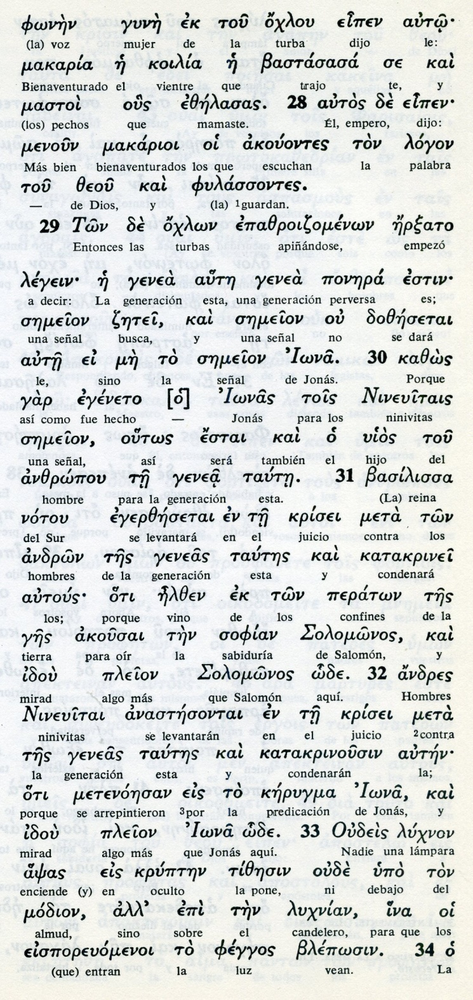 φωνὴν γυνὴ ἐκ τοῦ ὄχλου εἶπεν αὐτῷ·
(la) voz mujer de la turba dijo le:
μακαρία ἡ κοιλία ἡ βαστάσασά σε καὶ
Bienaventurado el vientre que trajo te, y
μαστοὶ οὓς ἐθήλασας. 28 αὐτὸς δὲ εἶπεν·
(los) pechos que mamaste. Él, empero, dijo:
μενοῦν μακάριοι οἱ ἀκούοντες τὸν λόγον
Más bien bienaventurados los que escuchan la palabra
τοῦ θεοῦ καὶ φυλάσσοντες.
— de Dios, y (la) ¹guardan.
29 Τῶν δὲ ὄχλων ἐπαθροιζομένων ἤρξατο
Entonces las turbas apiñándose, empezó
λέγειν· ἡ γενεὰ αὕτη γενεὰ πονηρά ἐστιν·
a decir: La generación esta, una generación perversa es;
σημεῖον ζητεῖ, καὶ σημεῖον οὐ δοθήσεται
una señal busca, y una señal no se dará
αὐτῇ εἰ μὴ τὸ σημεῖον Ἰωνᾶ. 30 καθὼς
le, sino la señal de Jonás. Porque
γὰρ ἐγένετο [ὁ] Ἰωνᾶς τοῖς Νινευΐταις
así como fue hecho — Jonás para los ninivitas
σημεῖον, οὕτως ἔσται καὶ ὁ υἱὸς τοῦ
una señal, así será también el hijo del
ἀνθρώπου τῇ γενεᾷ ταύτῃ. 31 βασίλισσα
hombre para la generación esta. (La) reina
νότου ἐγερθήσεται ἐν τῇ κρίσει μετὰ τῶν
del Sur se levantará en el juicio contra los
ἀνδρῶν τῆς γενεᾶς ταύτης καὶ κατακρινεῖ
hombres de la generación esta y condenará
αὐτούς· ὅτι ἦλθεν ἐκ τῶν περάτων τῆς
los; porque vino de los confines de la
γῆς ἀκοῦσαι τὴν σοφίαν Σολομῶνος, καὶ
tierra para oír la sabiduría de Salomón, y
ἰδοὺ πλεῖον Σολομῶνος ὧδε. 32 ἄνδρες
mirad algo más que Salomón aquí. Hombres
Νινευῖται ἀναστήσονται ἐν τῇ κρίσει μετὰ
ninivitas se levantarán en el juicio ²contra
τῆς γενεᾶς ταύτης καὶ κατακρινοῦσιν αὐτήν·
la generación esta y condenarán la;
ὅτι μετενόησαν εἰς τὸ κήρυγμα Ἰωνᾶ, καὶ
porque se arrepintieron ³por la predicación de Jonás, y
ἰδοὺ πλεῖον Ἰωνᾶ ὧδε. 33 Οὐδεὶς λύχνον
mirad algo más que Jonás aquí. Nadie una lámpara
ἅψας εἰς κρύπτην τίθησιν οὐδὲ ὑπὸ τὸν
enciende (y) en oculto la pone, ni debajo del
μόδιον, ἀλλ’ ἐπὶ τὴν λυχνίαν, ἵνα οἱ
almud, sino sobre el candelero, para que los
εἰσπορευόμενοι τὸ φέγγος βλέπωσιν. 34 ὁ
(que) entran la luz vean. La